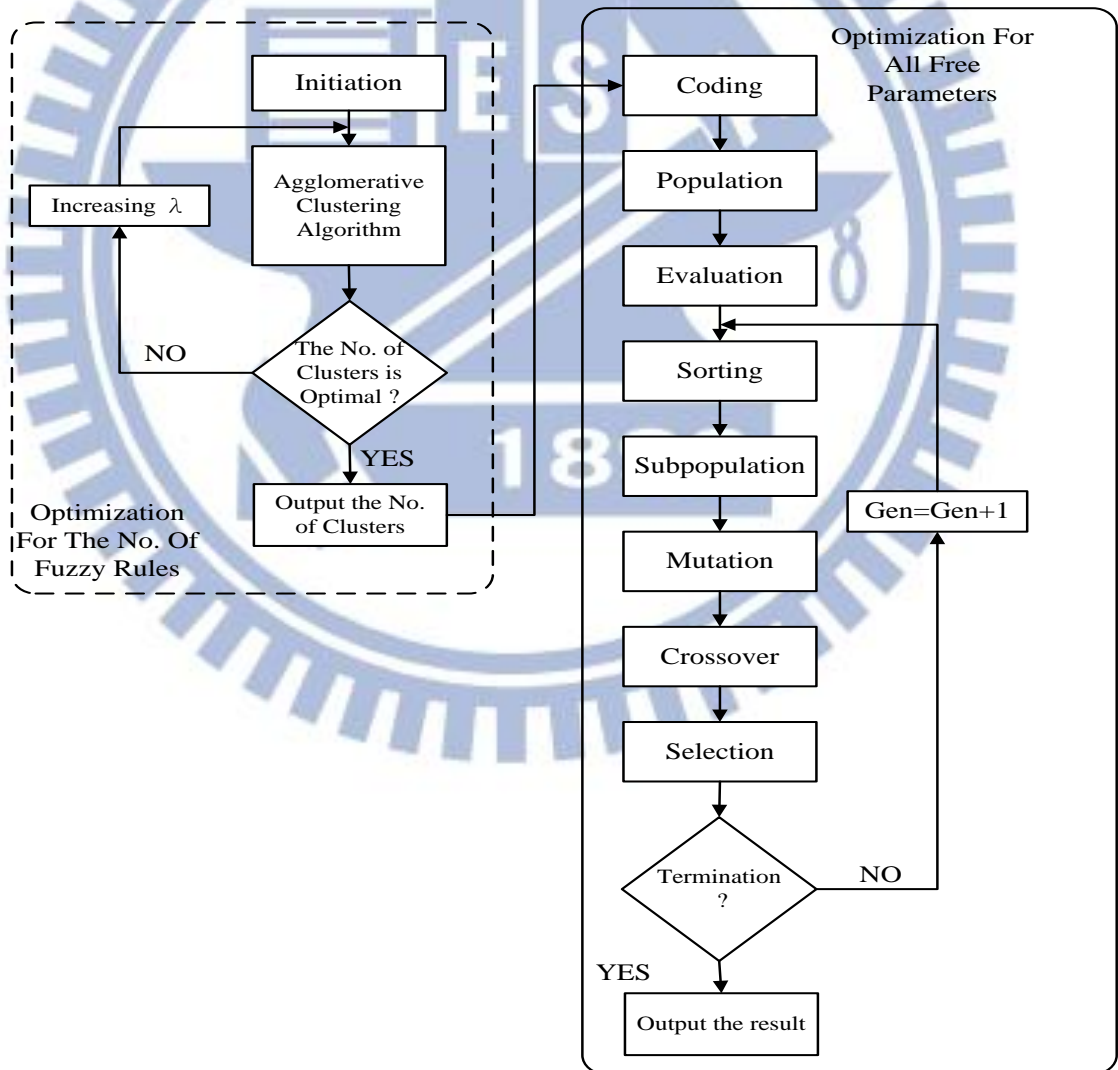 Initiation
Agglomerative
Clustering
Algorithm
Increasing λ
NO
The No. of
Clusters is
Optimal ?
YES
Output the No.
of Clusters
Optimization
For The No. Of
Fuzzy Rules
Optimization For
All Free
Parameters
Coding
Population
Evaluation
Sorting
Subpopulation
Mutation
Crossover
Selection
Termination
?
NO
Gen=Gen+1
YES
Output the result
E S
A
8
18